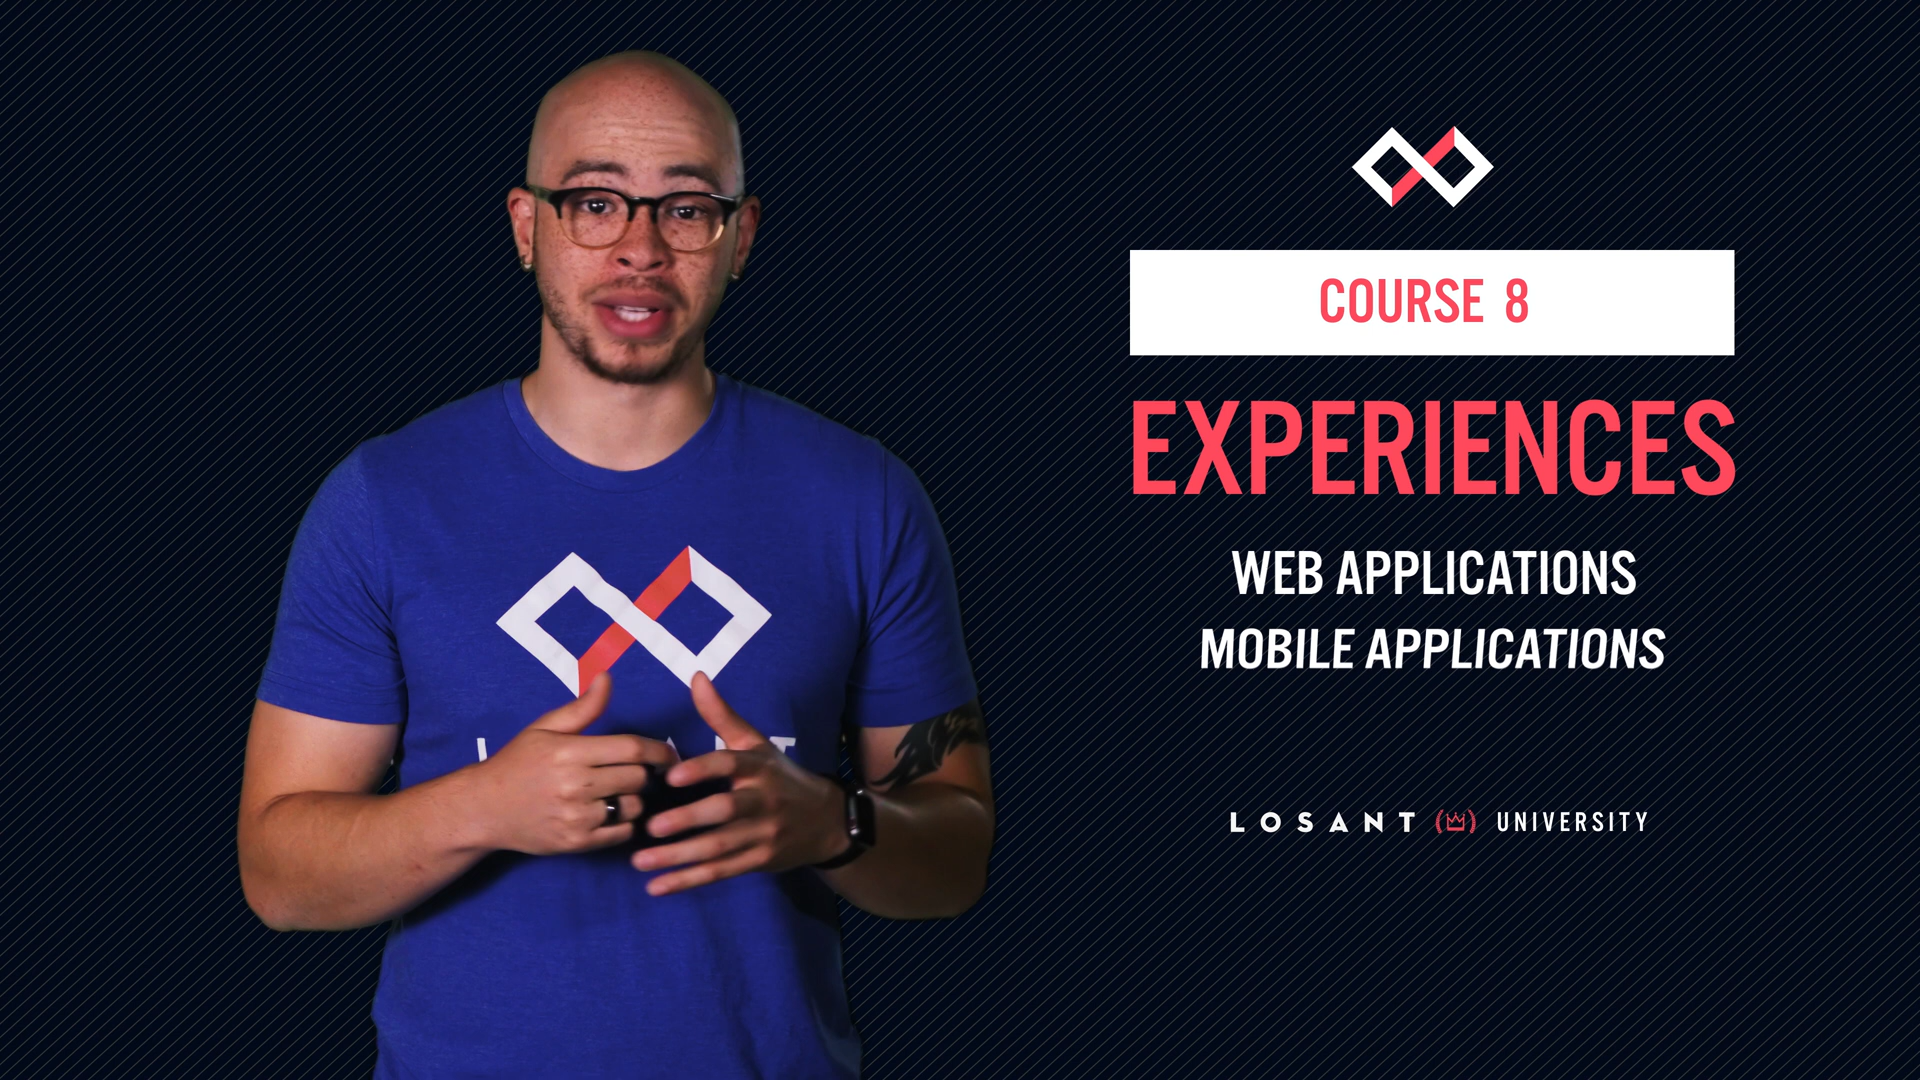 COURSE 8
EXPERIENCES
WEB APPLICATIONS
MOBILE APPLICATIONS
LOSANT UNIVERSITY